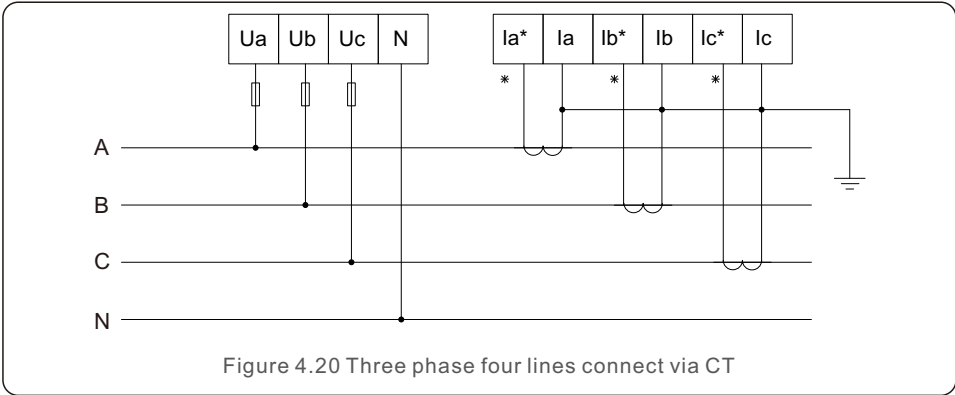 Ua Ub Uc N Ia* Ia Ib* Ib Ic* Ic
* * *
A
B
C
N
Figure 4.20 Three phase four lines connect via CT